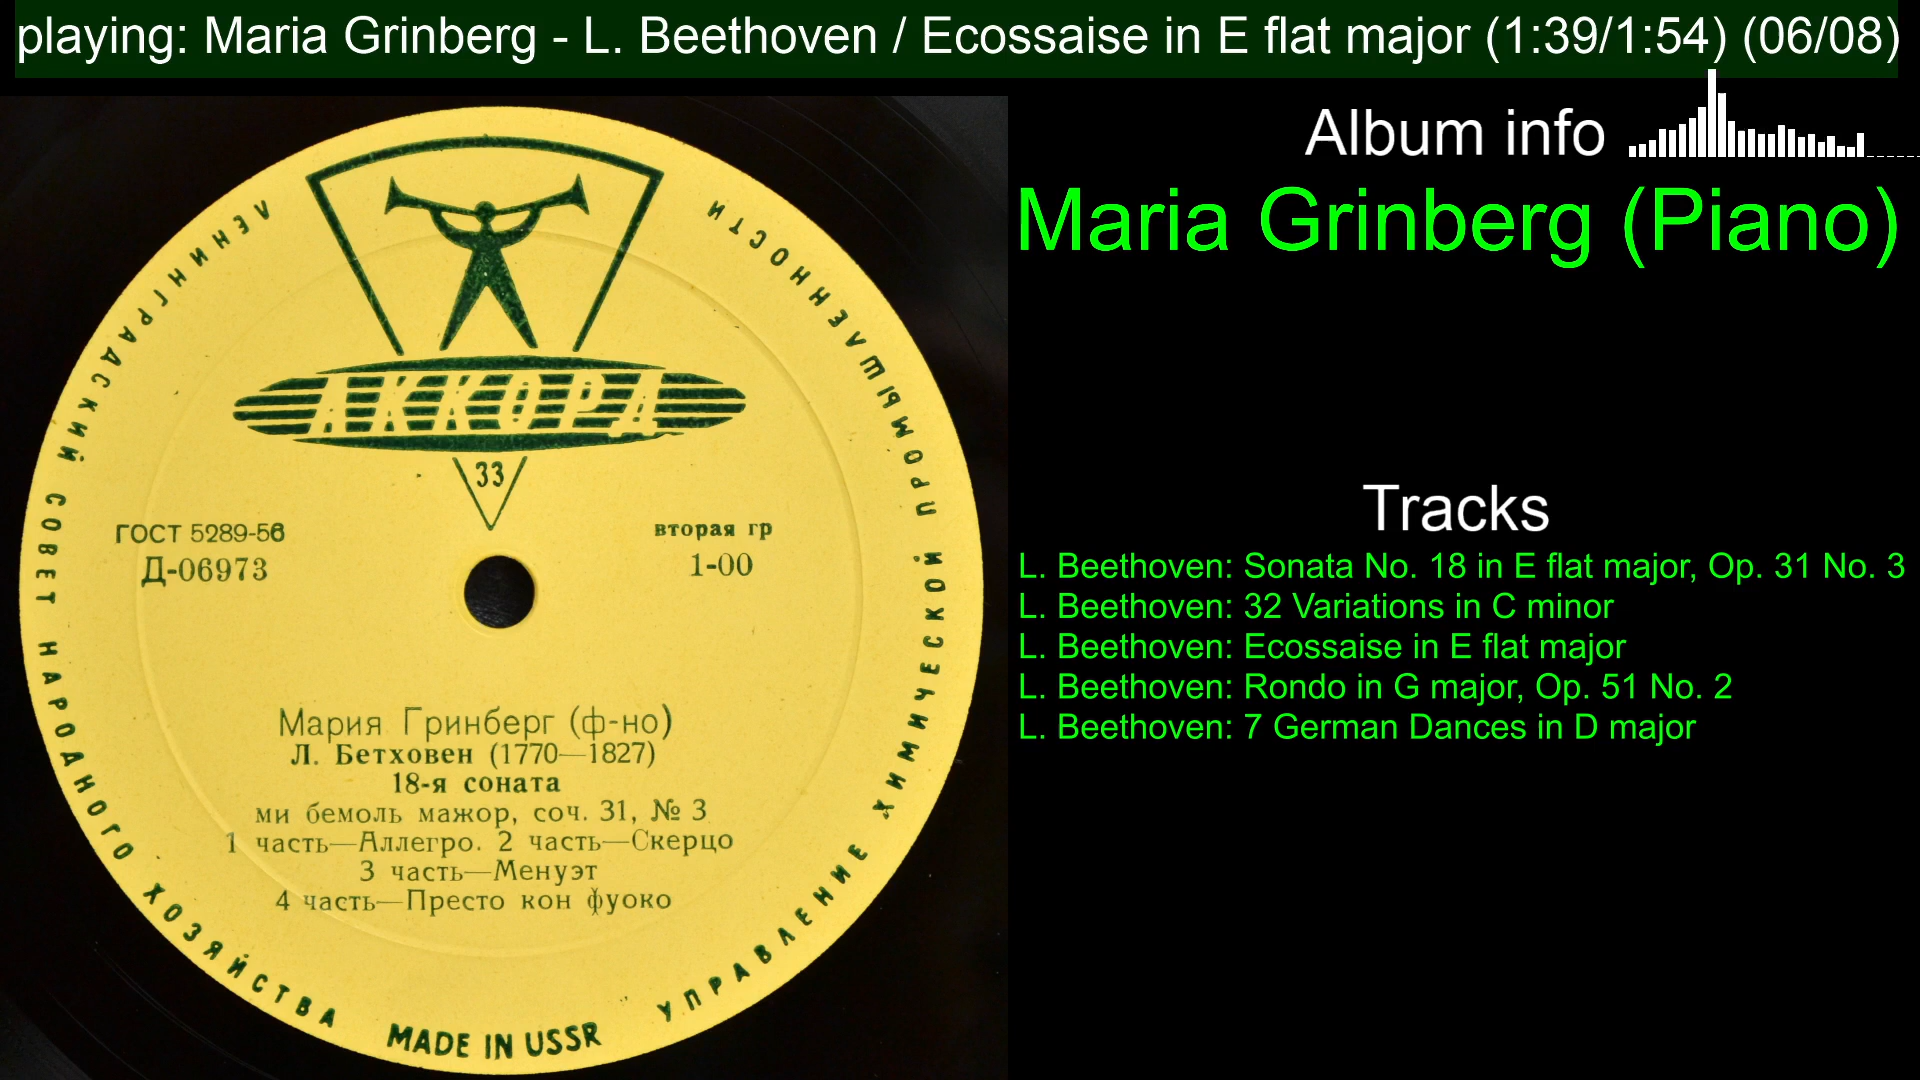 playing: Maria Grinberg - L. Beethoven / Ecossaise in E flat major (1:39/1:54) (06/08)
Album info
Maria Grinberg (Piano)
Tracks
L. Beethoven: Sonata No. 18 in E flat major, Op. 31 No. 3
L. Beethoven: 32 Variations in C minor
L. Beethoven: Ecossaise in E flat major
L. Beethoven: Rondo in G major, Op. 51 No. 2
L. Beethoven: 7 German Dances in D major
ЛЕНИНГРАДСКИЙ СОВЕТ НАРОДНОГО ХОЗЯЙСТВА
УПРАВЛЕНИЕ ХИМИЧЕСКОЙ ПРОМЫШЛЕННОСТИ
АККОРД
33
ГОСТ 5289-56
Д-06973
вторая гр
1-00
Мария Гринберг (ф-но)
Л. Бетховен (1770—1827)
18-я соната
ми бемоль мажор, соч. 31, № 3
1 часть—Аллегро. 2 часть—Скерцо
3 часть—Менуэт
4 часть—Престо кон фуоко
MADE IN USSR